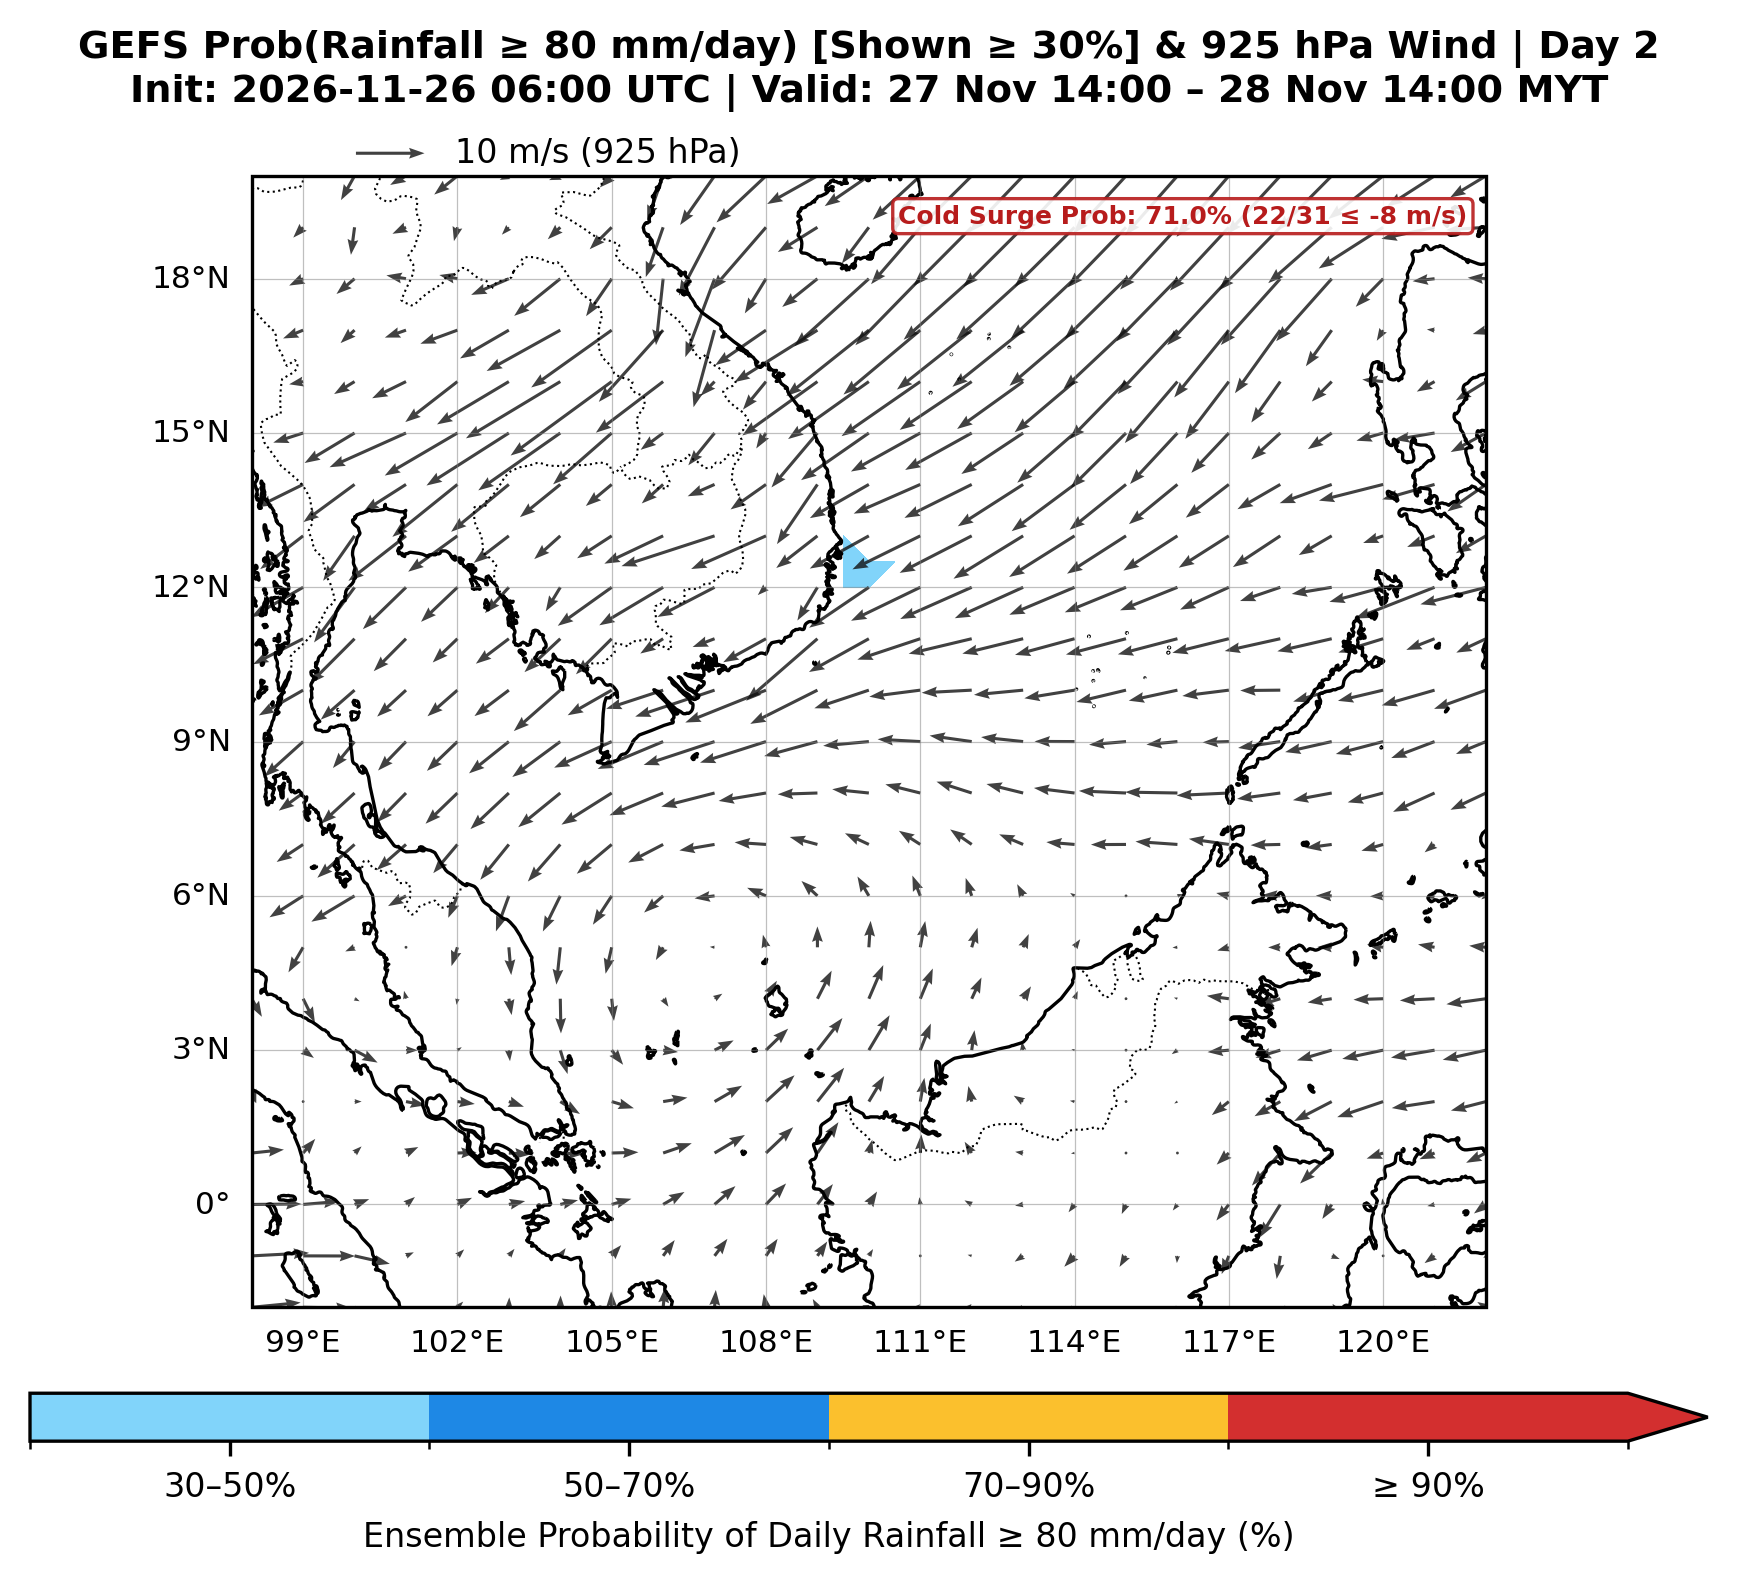 GEFS Prob(Rainfall ≥ 80 mm/day) [Shown ≥ 30%] & 925 hPa Wind | Day 2
Init: 2026-11-26 06:00 UTC | Valid: 27 Nov 14:00 – 28 Nov 14:00 MYT
10 m/s (925 hPa)
Cold Surge Prob: 71.0% (22/31 ≤ -8 m/s)
18°N
15°N
12°N
9°N
6°N
3°N
0°
99°E 102°E 105°E 108°E 111°E 114°E 117°E 120°E
30–50% 50–70% 70–90% ≥ 90%
Ensemble Probability of Daily Rainfall ≥ 80 mm/day (%)